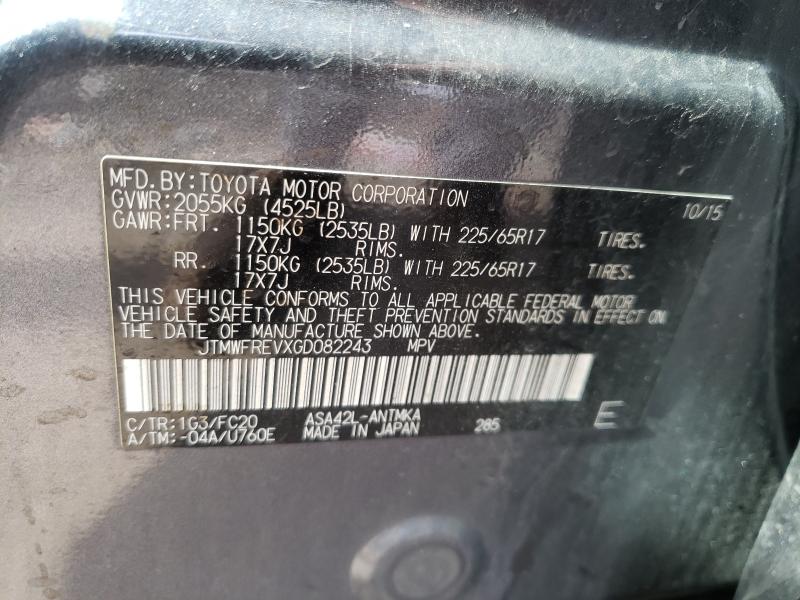 MFD.BY:TOYOTA MOTOR CORPORATION 10/15
GVWR:2055KG (4525LB)
GAWR:FRT. 1150KG (2535LB) WITH 225/65R17 TIRES.
17X7J RIMS.
RR. 1150KG (2535LB) WITH 225/65R17 TIRES.
17X7J RIMS.
THIS VEHICLE CONFORMS TO ALL APPLICABLE FEDERAL MOTOR
VEHICLE SAFETY AND THEFT PREVENTION STANDARDS IN EFFECT ON
THE DATE OF MANUFACTURE SHOWN ABOVE.
JTMWFREVXGD082243 MPV
C/TR:1G3/FC20 ASA42L-ANTMKA
A/TM:-04A/U760E MADE IN JAPAN 285 E